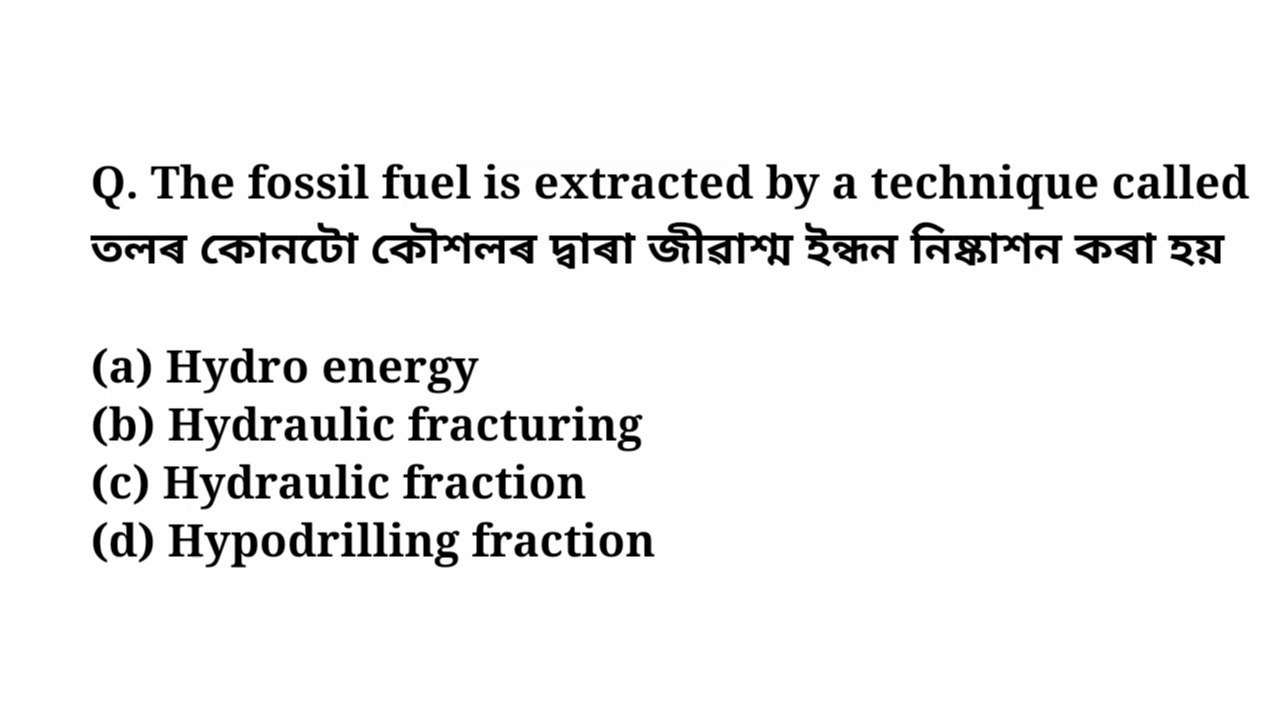 Q. The fossil fuel is extracted by a technique called
তলৰ কোনটো কৌশলৰ দ্বাৰা জীৱাশ্ম ইন্ধন নিষ্কাশন কৰা হয়
(a) Hydro energy
(b) Hydraulic fracturing
(c) Hydraulic fraction
(d) Hypodrilling fraction